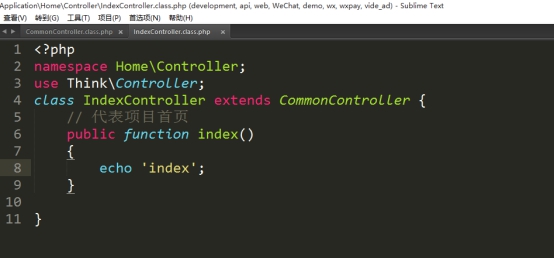 Application\Home\Controller\IndexController.class.php (development, api, web, WeChat, demo, wx, wxpay, vide_ad) - Sublime Text
查看(V) 转到(G) 工具(T) 项目(P) 首选项(N) 帮助(H)
CommonController.class.php × IndexController.class.php ×
1 <?php
2 namespace Home\Controller;
3 use Think\Controller;
4 class IndexController extends CommonController {
5 // 代表项目首页
6 public function index()
7 {
8 echo 'index';
9 }
10
11 }